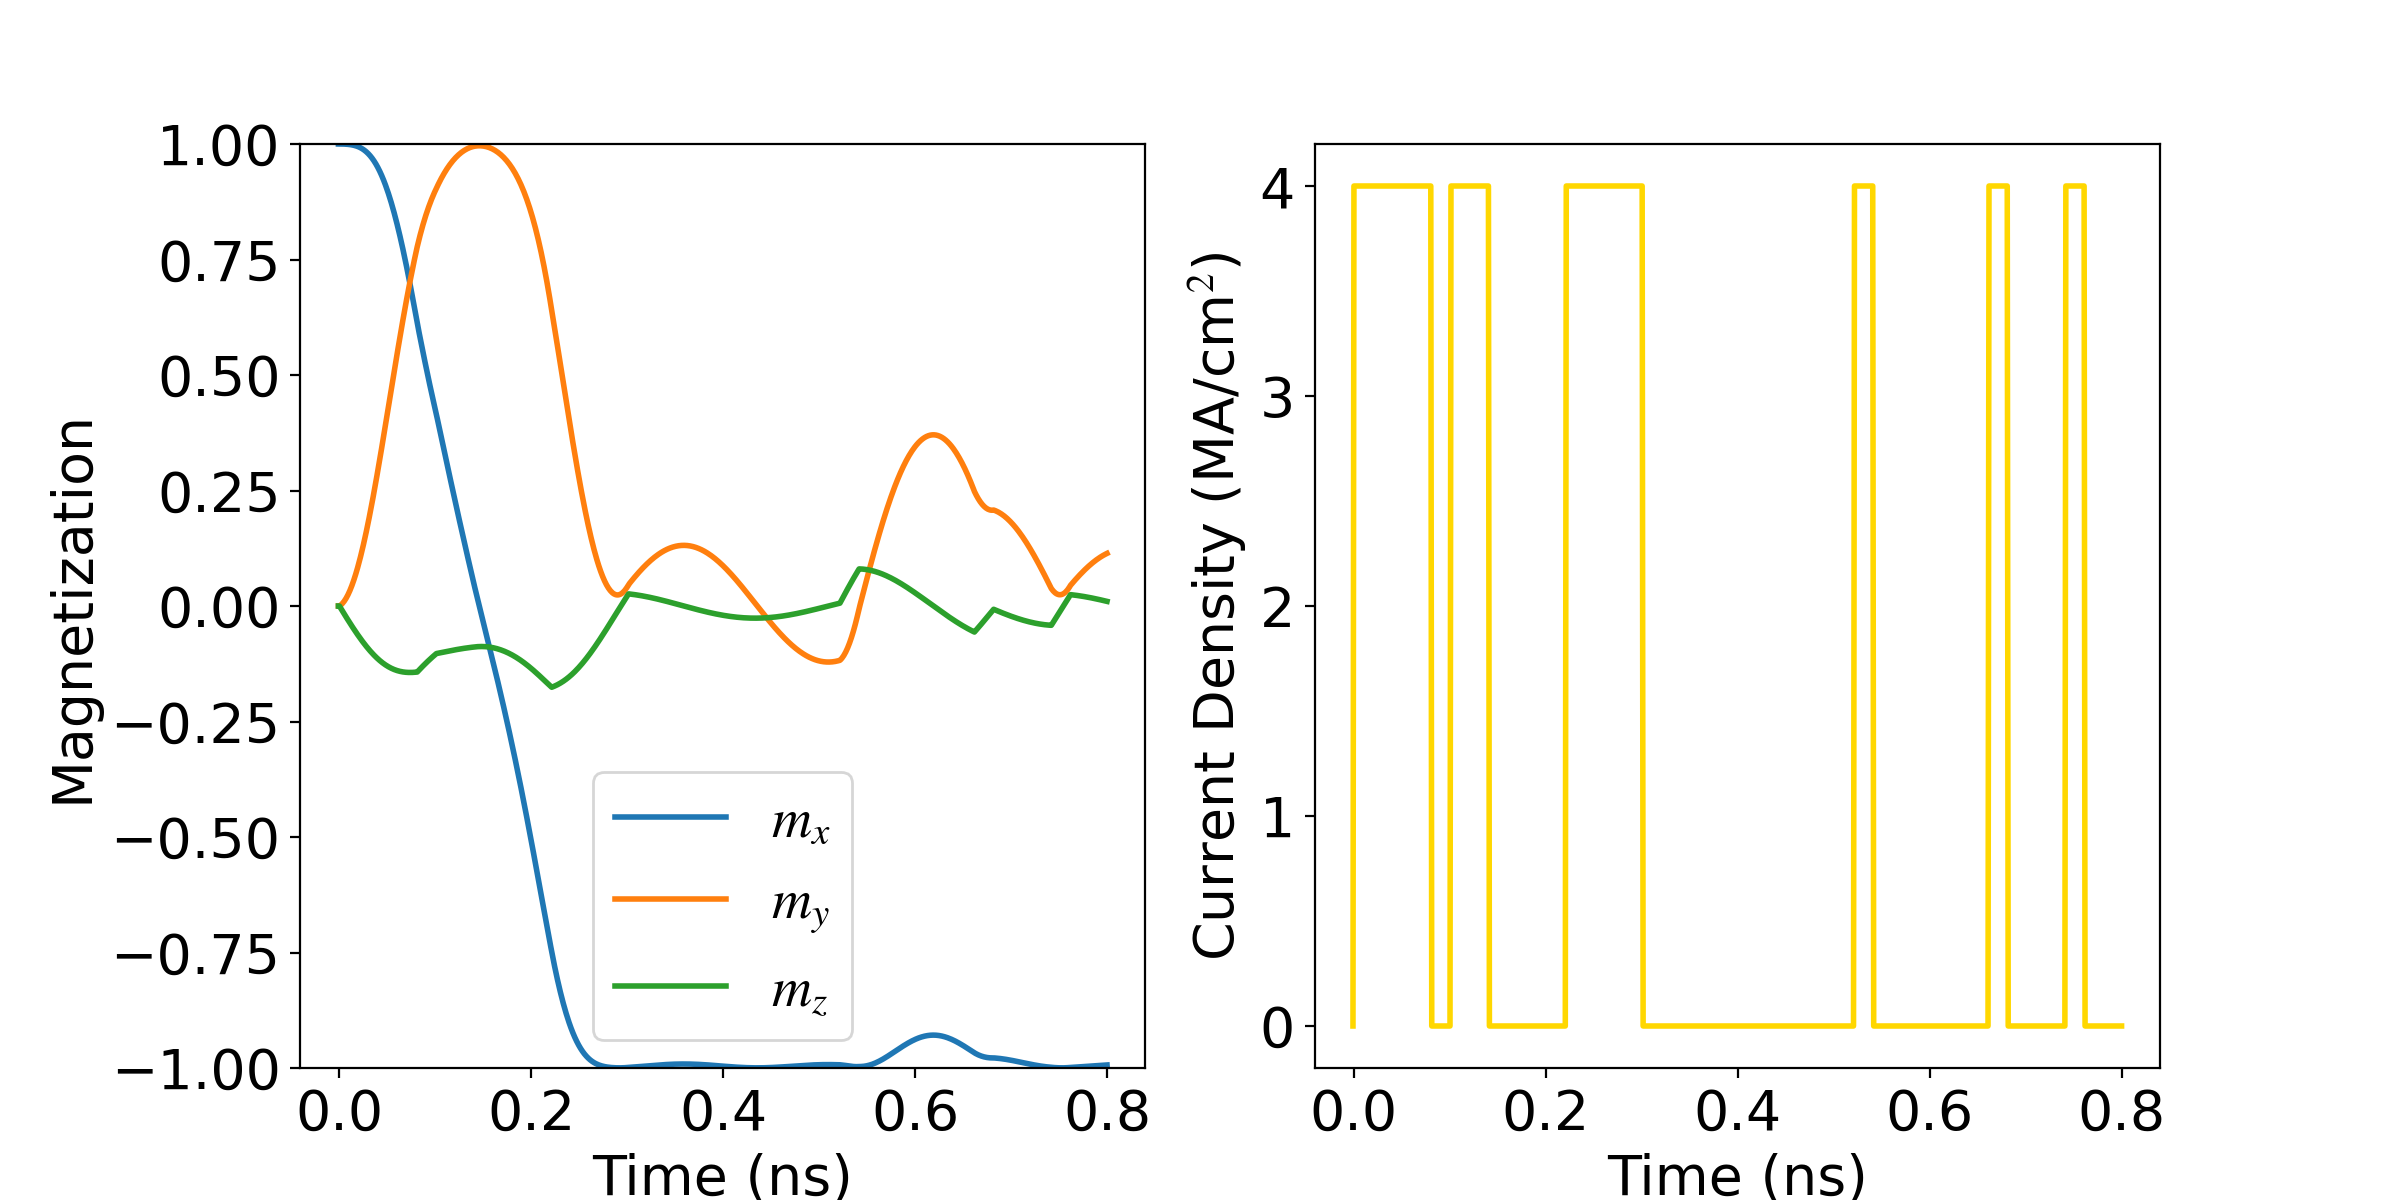 Magnetization
1.00
0.75
0.50
0.25
0.00
−0.25
−0.50
−0.75
−1.00
0.0 0.2 0.4 0.6 0.8
Time (ns)
m_x
m_y
m_z
Current Density (MA/cm²)
4
3
2
1
0
0.0 0.2 0.4 0.6 0.8
Time (ns)